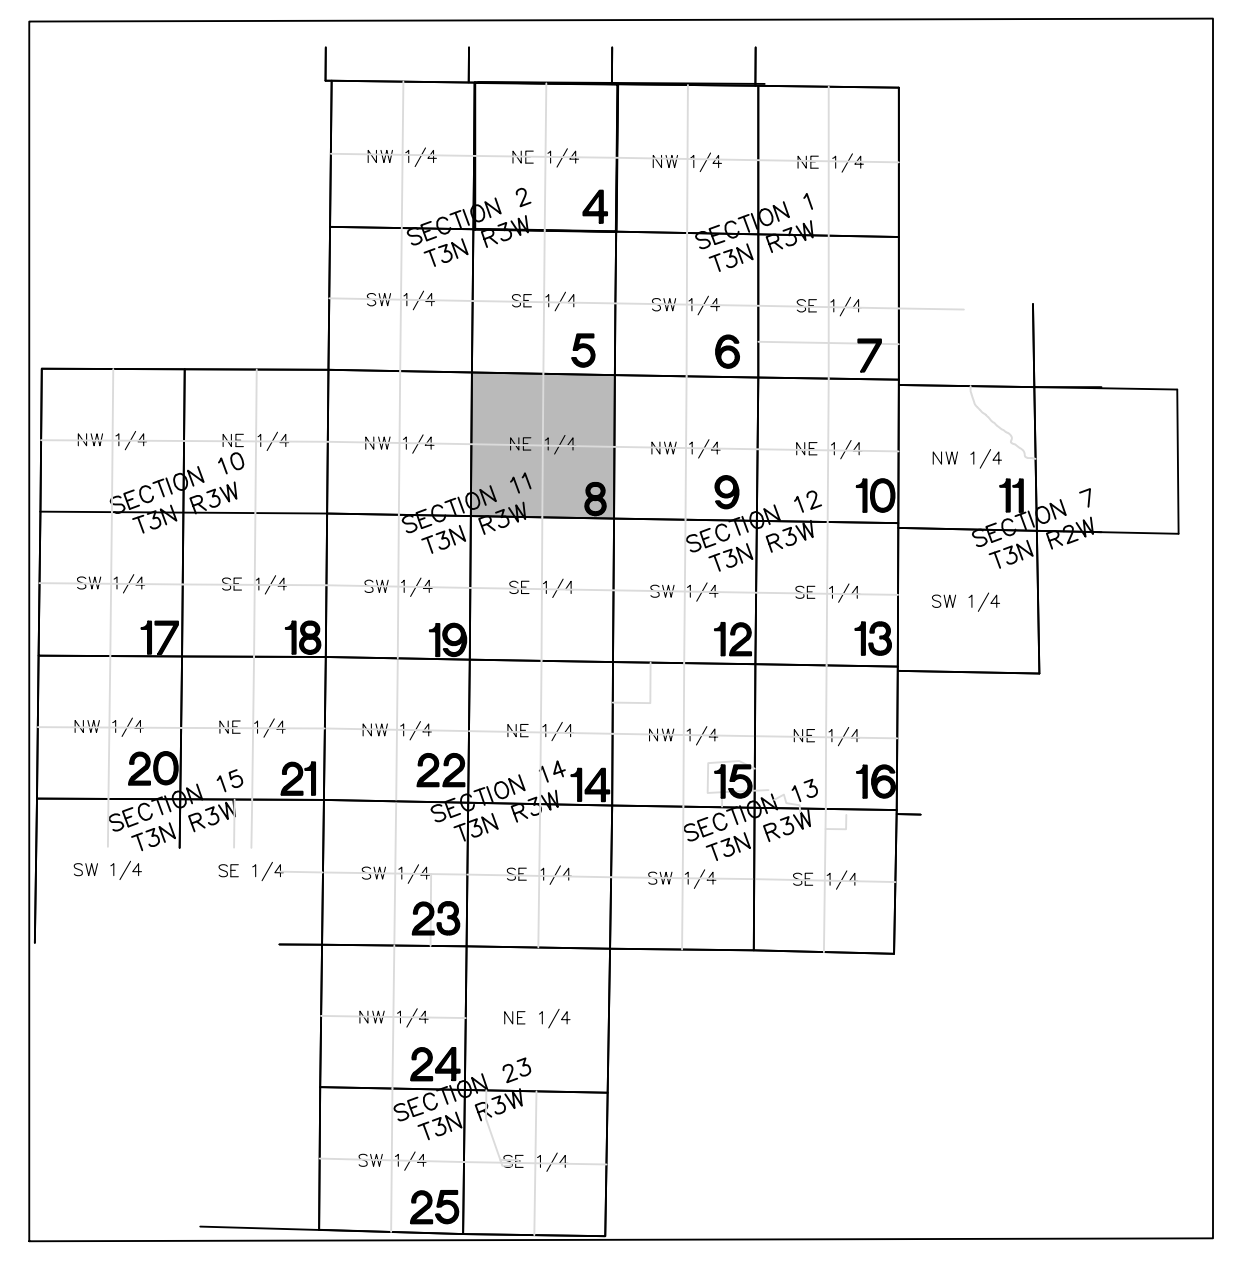 NW 1/4 NE 1/4 NW 1/4 NE 1/4
4
SECTION 2
T3N R3W
SECTION 1
T3N R3W
SW 1/4 SE 1/4 SW 1/4 SE 1/4
5 6 7
NW 1/4 NE 1/4 NW 1/4 NE 1/4 NW 1/4 NE 1/4 NW 1/4
8 9 10 11
SECTION 10
T3N R3W
SECTION 11
T3N R3W
SECTION 12
T3N R3W
SECTION 7
T3N R2W
SW 1/4 SE 1/4 SW 1/4 SE 1/4 SW 1/4 SE 1/4 SW 1/4
17 18 19 12 13
NW 1/4 NE 1/4 NW 1/4 NE 1/4 NW 1/4 NE 1/4
20 21 22 14 15 16
SECTION 15
T3N R3W
SECTION 14
T3N R3W
SECTION 13
T3N R3W
SW 1/4 SE 1/4 SW 1/4 SE 1/4 SW 1/4 SE 1/4
23
NW 1/4 NE 1/4
24
SECTION 23
T3N R3W
SW 1/4 SE 1/4
25